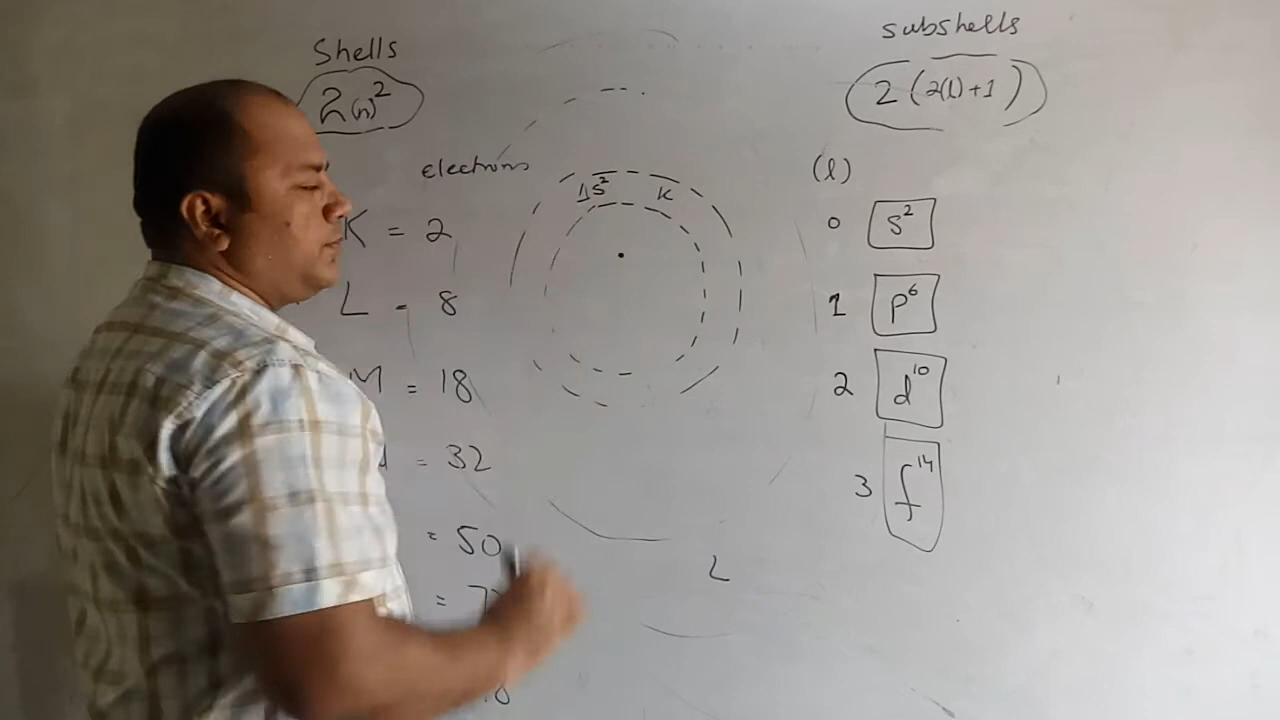 Shells
2(n)²
electrons
K = 2
L = 8
M = 18
= 32
= 50
=
1s² K
L
subshells
2(2(l)+1)
(l)
0 s²
1 p⁶
2 d¹⁰
3 f¹⁴